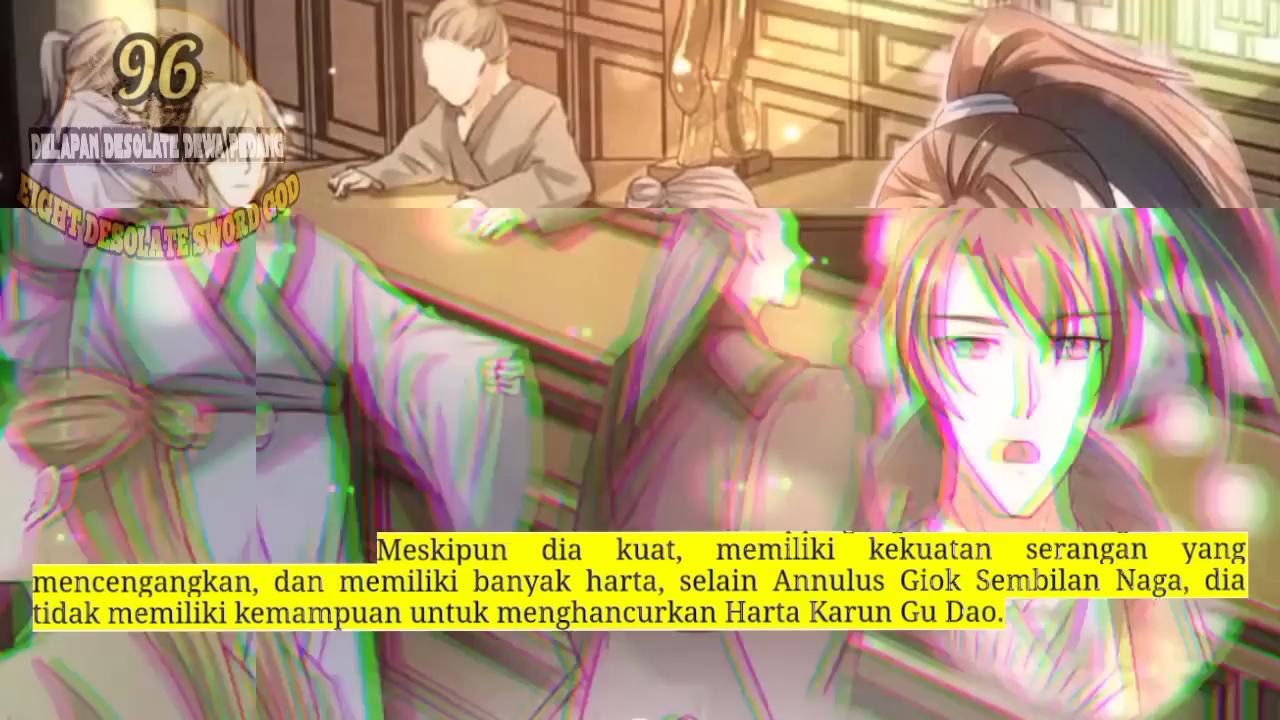 96
DELAPAN DESOLATE DEWA PEDANG
EIGHT DESOLATE SWORD GOD
Meskipun dia kuat, memiliki kekuatan serangan yang
mencengangkan, dan memiliki banyak harta, selain Annulus Giok Sembilan Naga, dia
tidak memiliki kemampuan untuk menghancurkan Harta Karun Gu Dao.